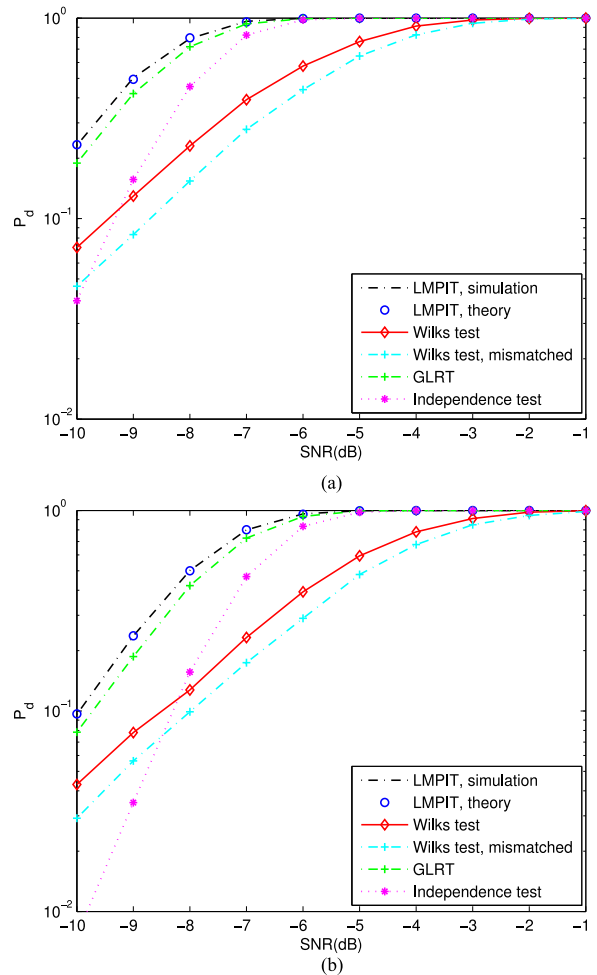 10^0
10^-1
10^-2
P_d
-10 -9 -8 -7 -6 -5 -4 -3 -2 -1
SNR(dB)
LMPIT, simulation
LMPIT, theory
Wilks test
Wilks test, mismatched
GLRT
Independence test
(a)
10^0
10^-1
10^-2
P_d
-10 -9 -8 -7 -6 -5 -4 -3 -2 -1
SNR(dB)
LMPIT, simulation
LMPIT, theory
Wilks test
Wilks test, mismatched
GLRT
Independence test
(b)